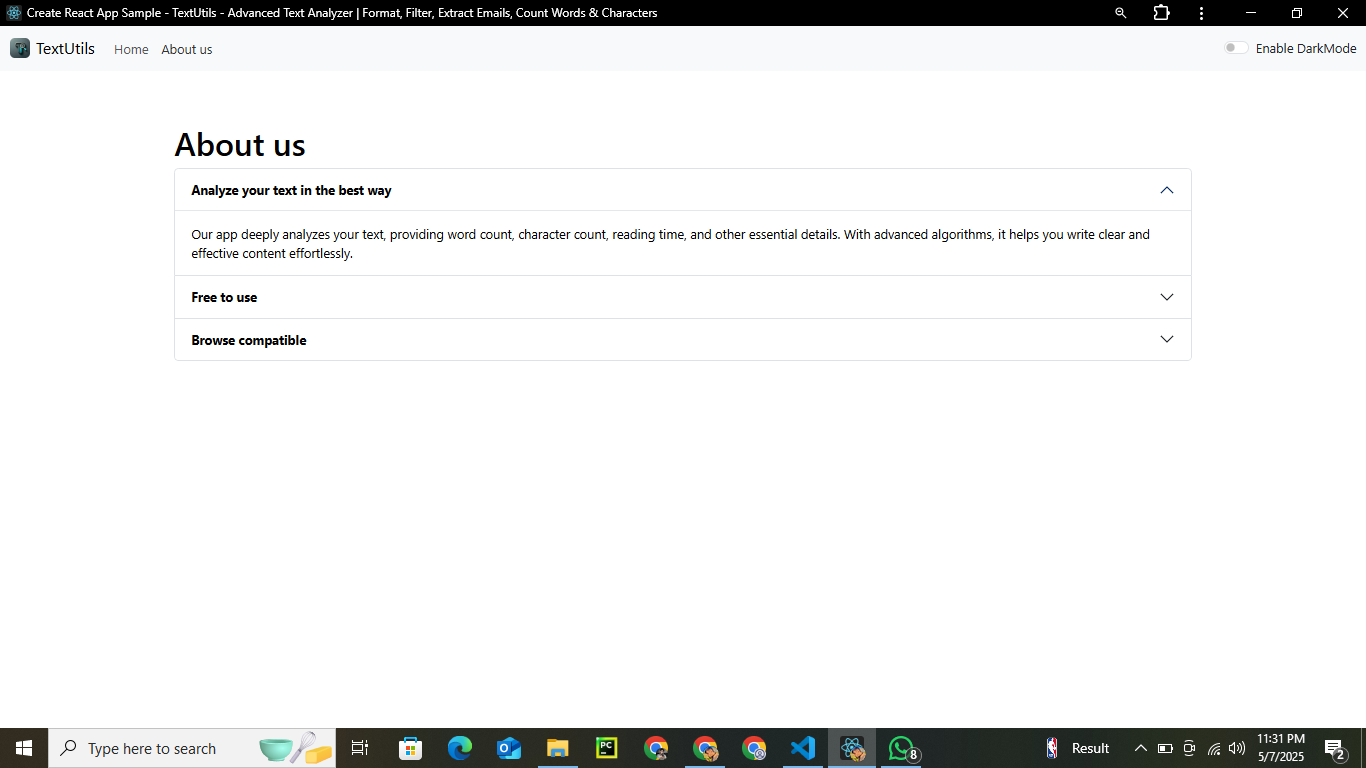 Create React App Sample - TextUtils - Advanced Text Analyzer | Format, Filter, Extract Emails, Count Words & Characters
TextUtils Home About us Enable DarkMode
About us
Analyze your text in the best way
Our app deeply analyzes your text, providing word count, character count, reading time, and other essential details. With advanced algorithms, it helps you write clear and
effective content effortlessly.
Free to use
Browse compatible
Type here to search
PC
8
Result
11:31 PM
5/7/2025
2